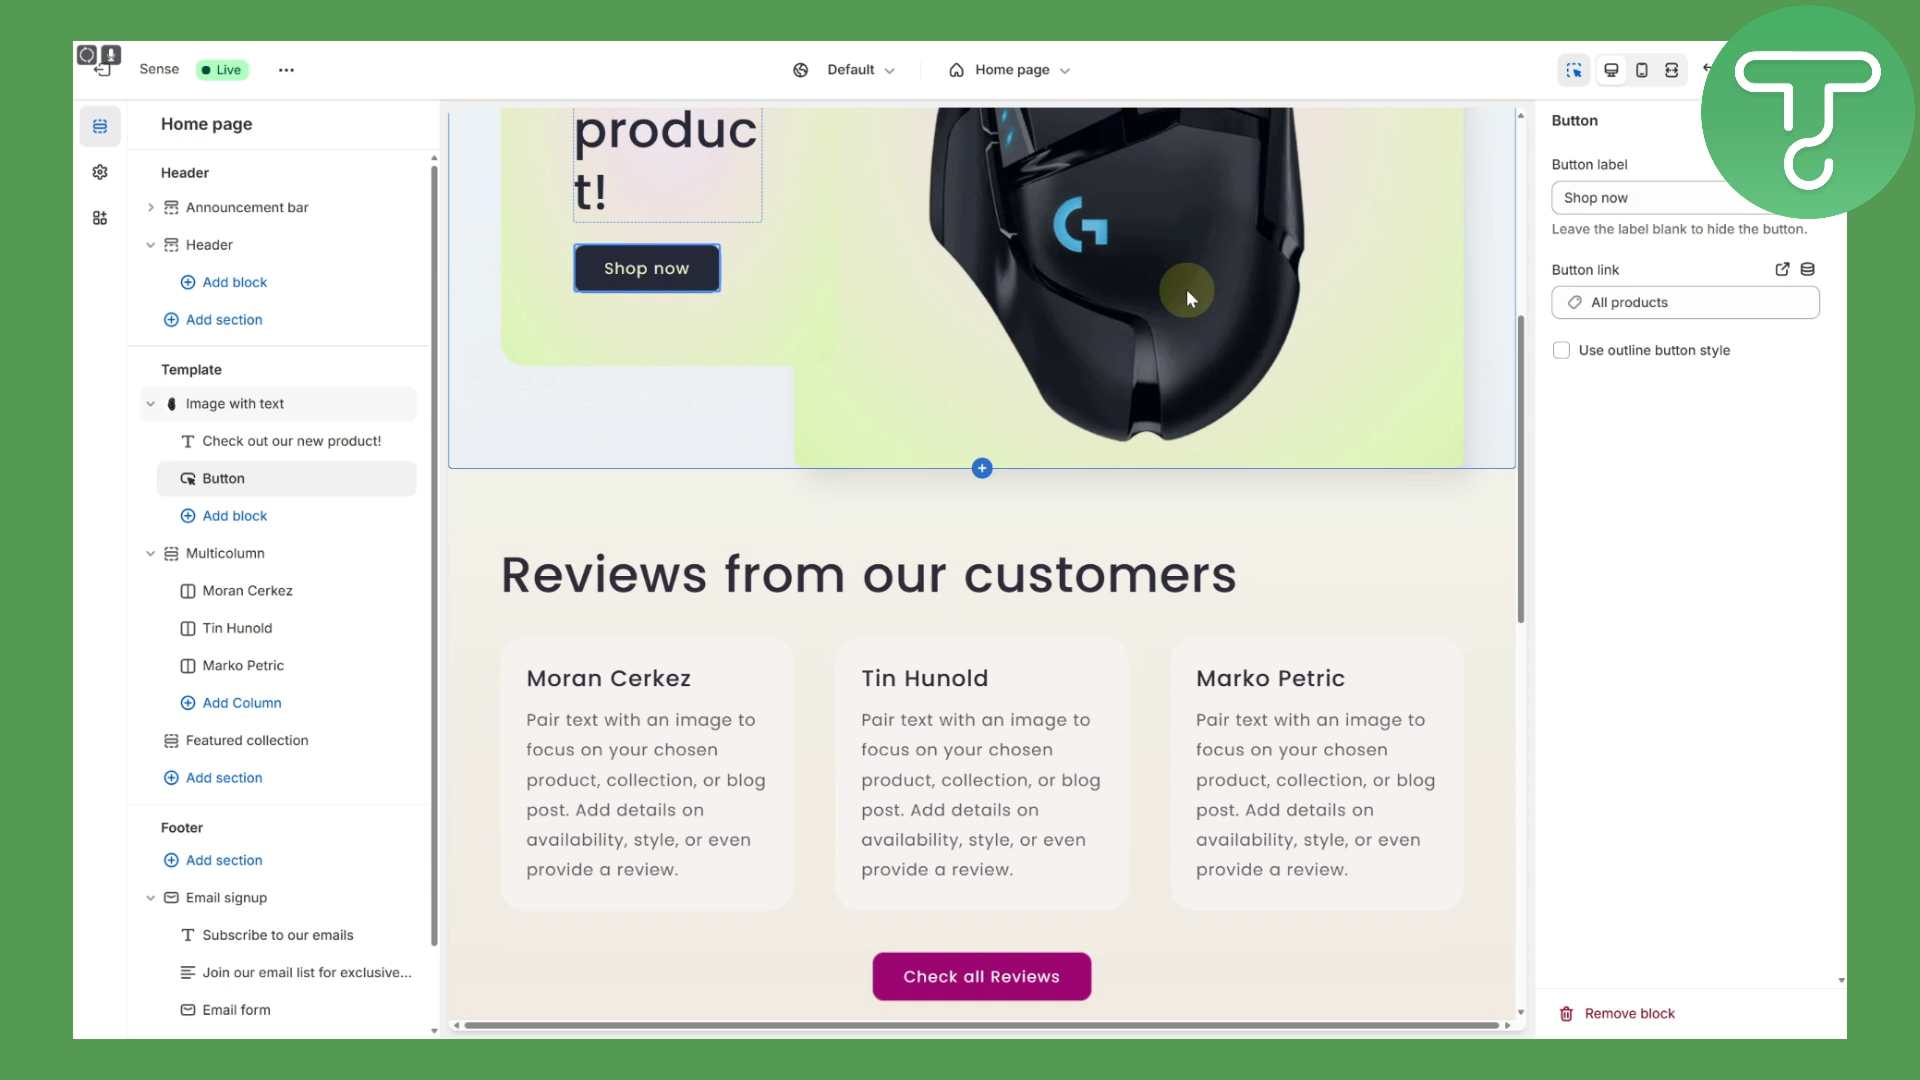 Sense
Live
Default
Home page
Home page
Header
Announcement bar
Header
Add block
Add section
Template
Image with text
Check out our new product!
Button
Add block
Multicolumn
Moran Cerkez
Tin Hunold
Marko Petric
Add Column
Featured collection
Add section
Footer
Add section
Email signup
Subscribe to our emails
Join our email list for exclusive...
Email form
produc
t!
Shop now
G
Reviews from our customers
Moran Cerkez
Pair text with an image to
focus on your chosen
product, collection, or blog
post. Add details on
availability, style, or even
provide a review.
Tin Hunold
Pair text with an image to
focus on your chosen
product, collection, or blog
post. Add details on
availability, style, or even
provide a review.
Marko Petric
Pair text with an image to
focus on your chosen
product, collection, or blog
post. Add details on
availability, style, or even
provide a review.
Check all Reviews
Button
Button label
Shop now
Leave the label blank to hide the button.
Button link
All products
Use outline button style
Remove block